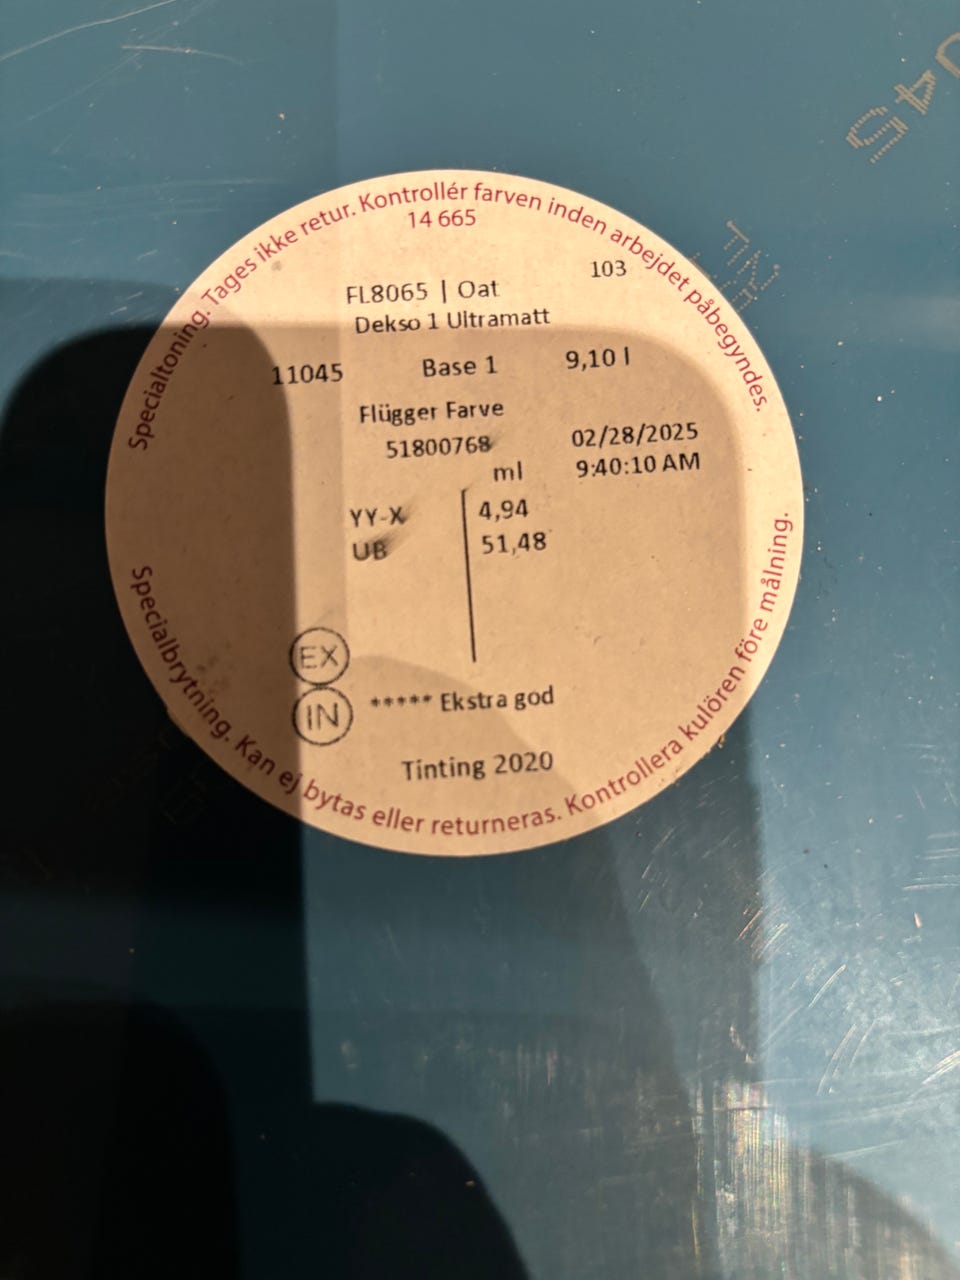 Specialtoning. Tages ikke retur. Kontrollér farven inden arbejdet påbegyndes.
14 665
103
FL8065 | Oat
Dekso 1 Ultramatt
11045 Base 1 9,10 l
Flügger Farve
51800768 02/28/2025
ml 9:40:10 AM
YY-X 4,94
UB 51,48
EX
IN ***** Ekstra god
Tinting 2020
Specialbrytning. Kan ej bytas eller returneras. Kontrollera kulören före målning.